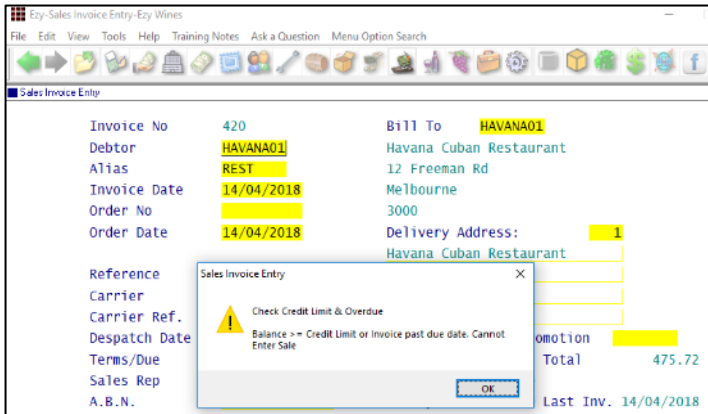 Ezy-Sales Invoice Entry-Ezy Wines
File Edit View Tools Help Training Notes Ask a Question Menu Option Search
Sales Invoice Entry
Invoice No 420 Bill To HAVANA01
Debtor HAVANA01 Havana Cuban Restaurant
Alias REST 12 Freeman Rd
Invoice Date 14/04/2018 Melbourne
Order No 3000
Order Date 14/04/2018 Delivery Address: 1
Havana Cuban Restaurant
Reference
Carrier
Carrier Ref.
Despatch Date omotion
Terms/Due Total 475.72
Sales Rep
A.B.N. Last Inv. 14/04/2018
Sales Invoice Entry
Check Credit Limit & Overdue
Balance >= Credit Limit or Invoice past due date. Cannot
Enter Sale
OK